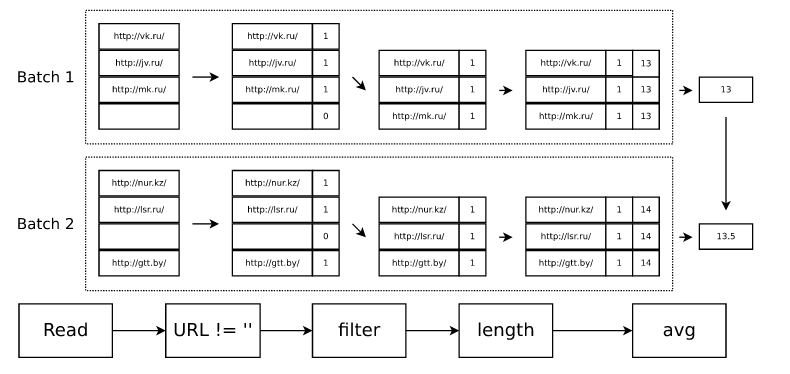 http://vk.ru/ http://vk.ru/ 1
http://jv.ru/ http://jv.ru/ 1 http://vk.ru/ 1 http://vk.ru/ 1 13
Batch 1
http://mk.ru/ http://mk.ru/ 1 http://jv.ru/ 1 http://jv.ru/ 1 13 13
0 http://mk.ru/ 1 http://mk.ru/ 1 13
http://nur.kz/ http://nur.kz/ 1
http://lsr.ru/ http://lsr.ru/ 1 http://nur.kz/ 1 http://nur.kz/ 1 14
Batch 2
0 http://lsr.ru/ 1 http://lsr.ru/ 1 14 13.5
http://gtt.by/ http://gtt.by/ 1 http://gtt.by/ 1 http://gtt.by/ 1 14
Read URL != '' filter length avg